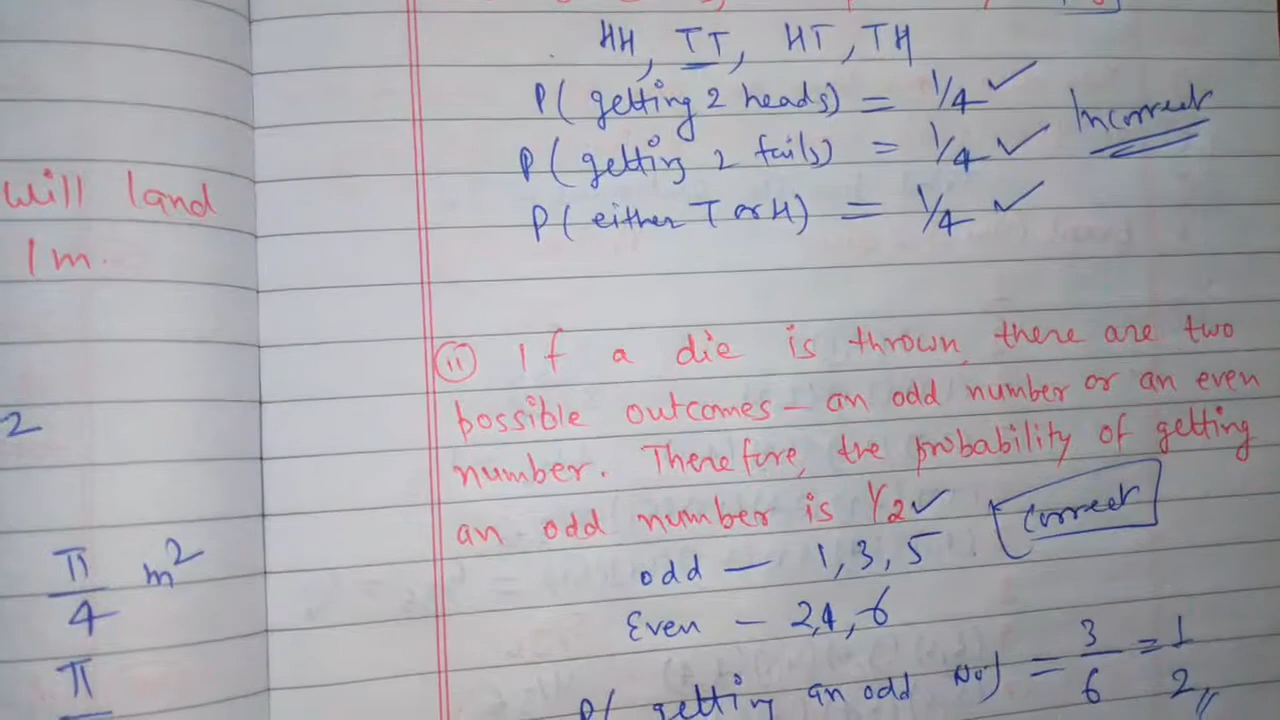 HH, TT, HT, TH
P( getting 2 heads) = 1/4 ✓
Incorrect
P( getting 2 tails) = 1/4 ✓
P( either T or H) = 1/4 ✓
will land
1m.
(ii) If a die is thrown, there are two
possible outcomes - an odd number or an even
number. Therefore, the probability of getting
an odd number is 1/2 ✓
Correct
odd — 1, 3, 5
Even — 2,4, 6
P( getting an odd No) = 3/6 = 1/2 //
2
π/4 m²
π